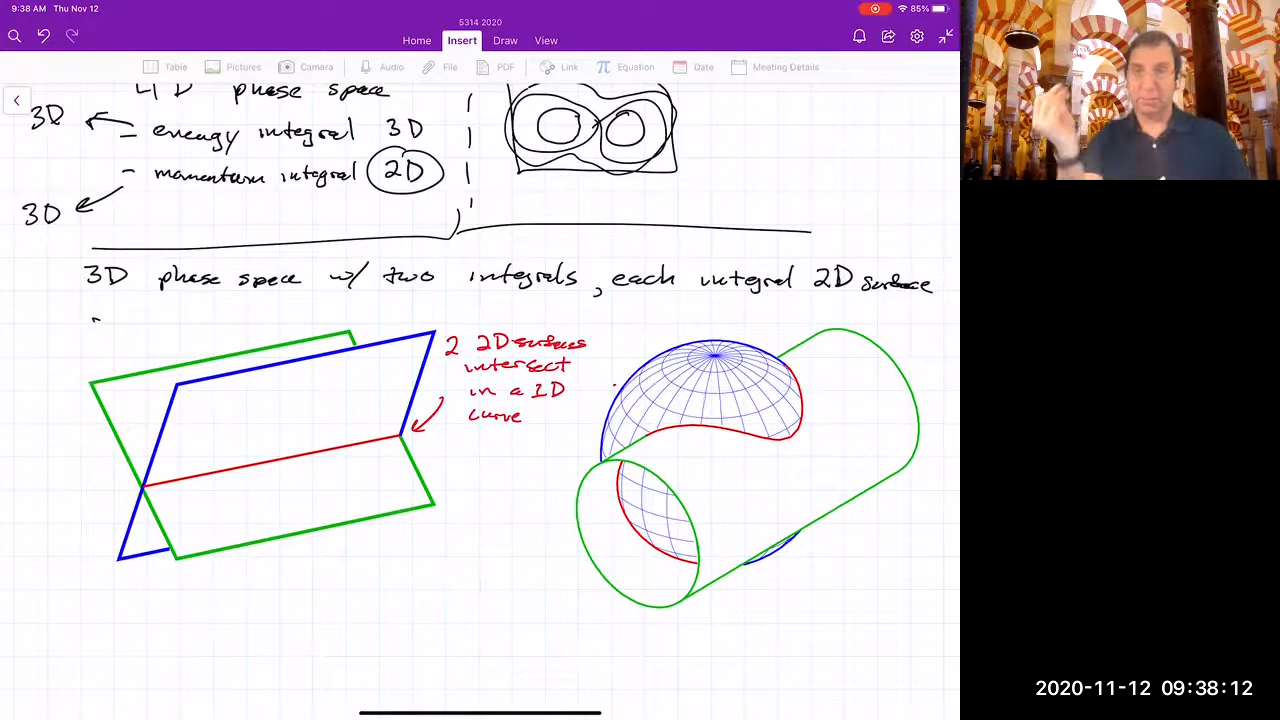 9:38 AM Thu Nov 12
85%
5314 2020
Home Insert Draw View
Table Pictures Camera Audio File PDF Link Equation Date Meeting Details
4D phase space
3D
- energy integral 3D
- momentum integral 2D
3D
3D phase space w/ two integrals, each integral 2D surface
2 2D surfaces
intersect
in a 1D
curve
2020-11-12 09:38:12